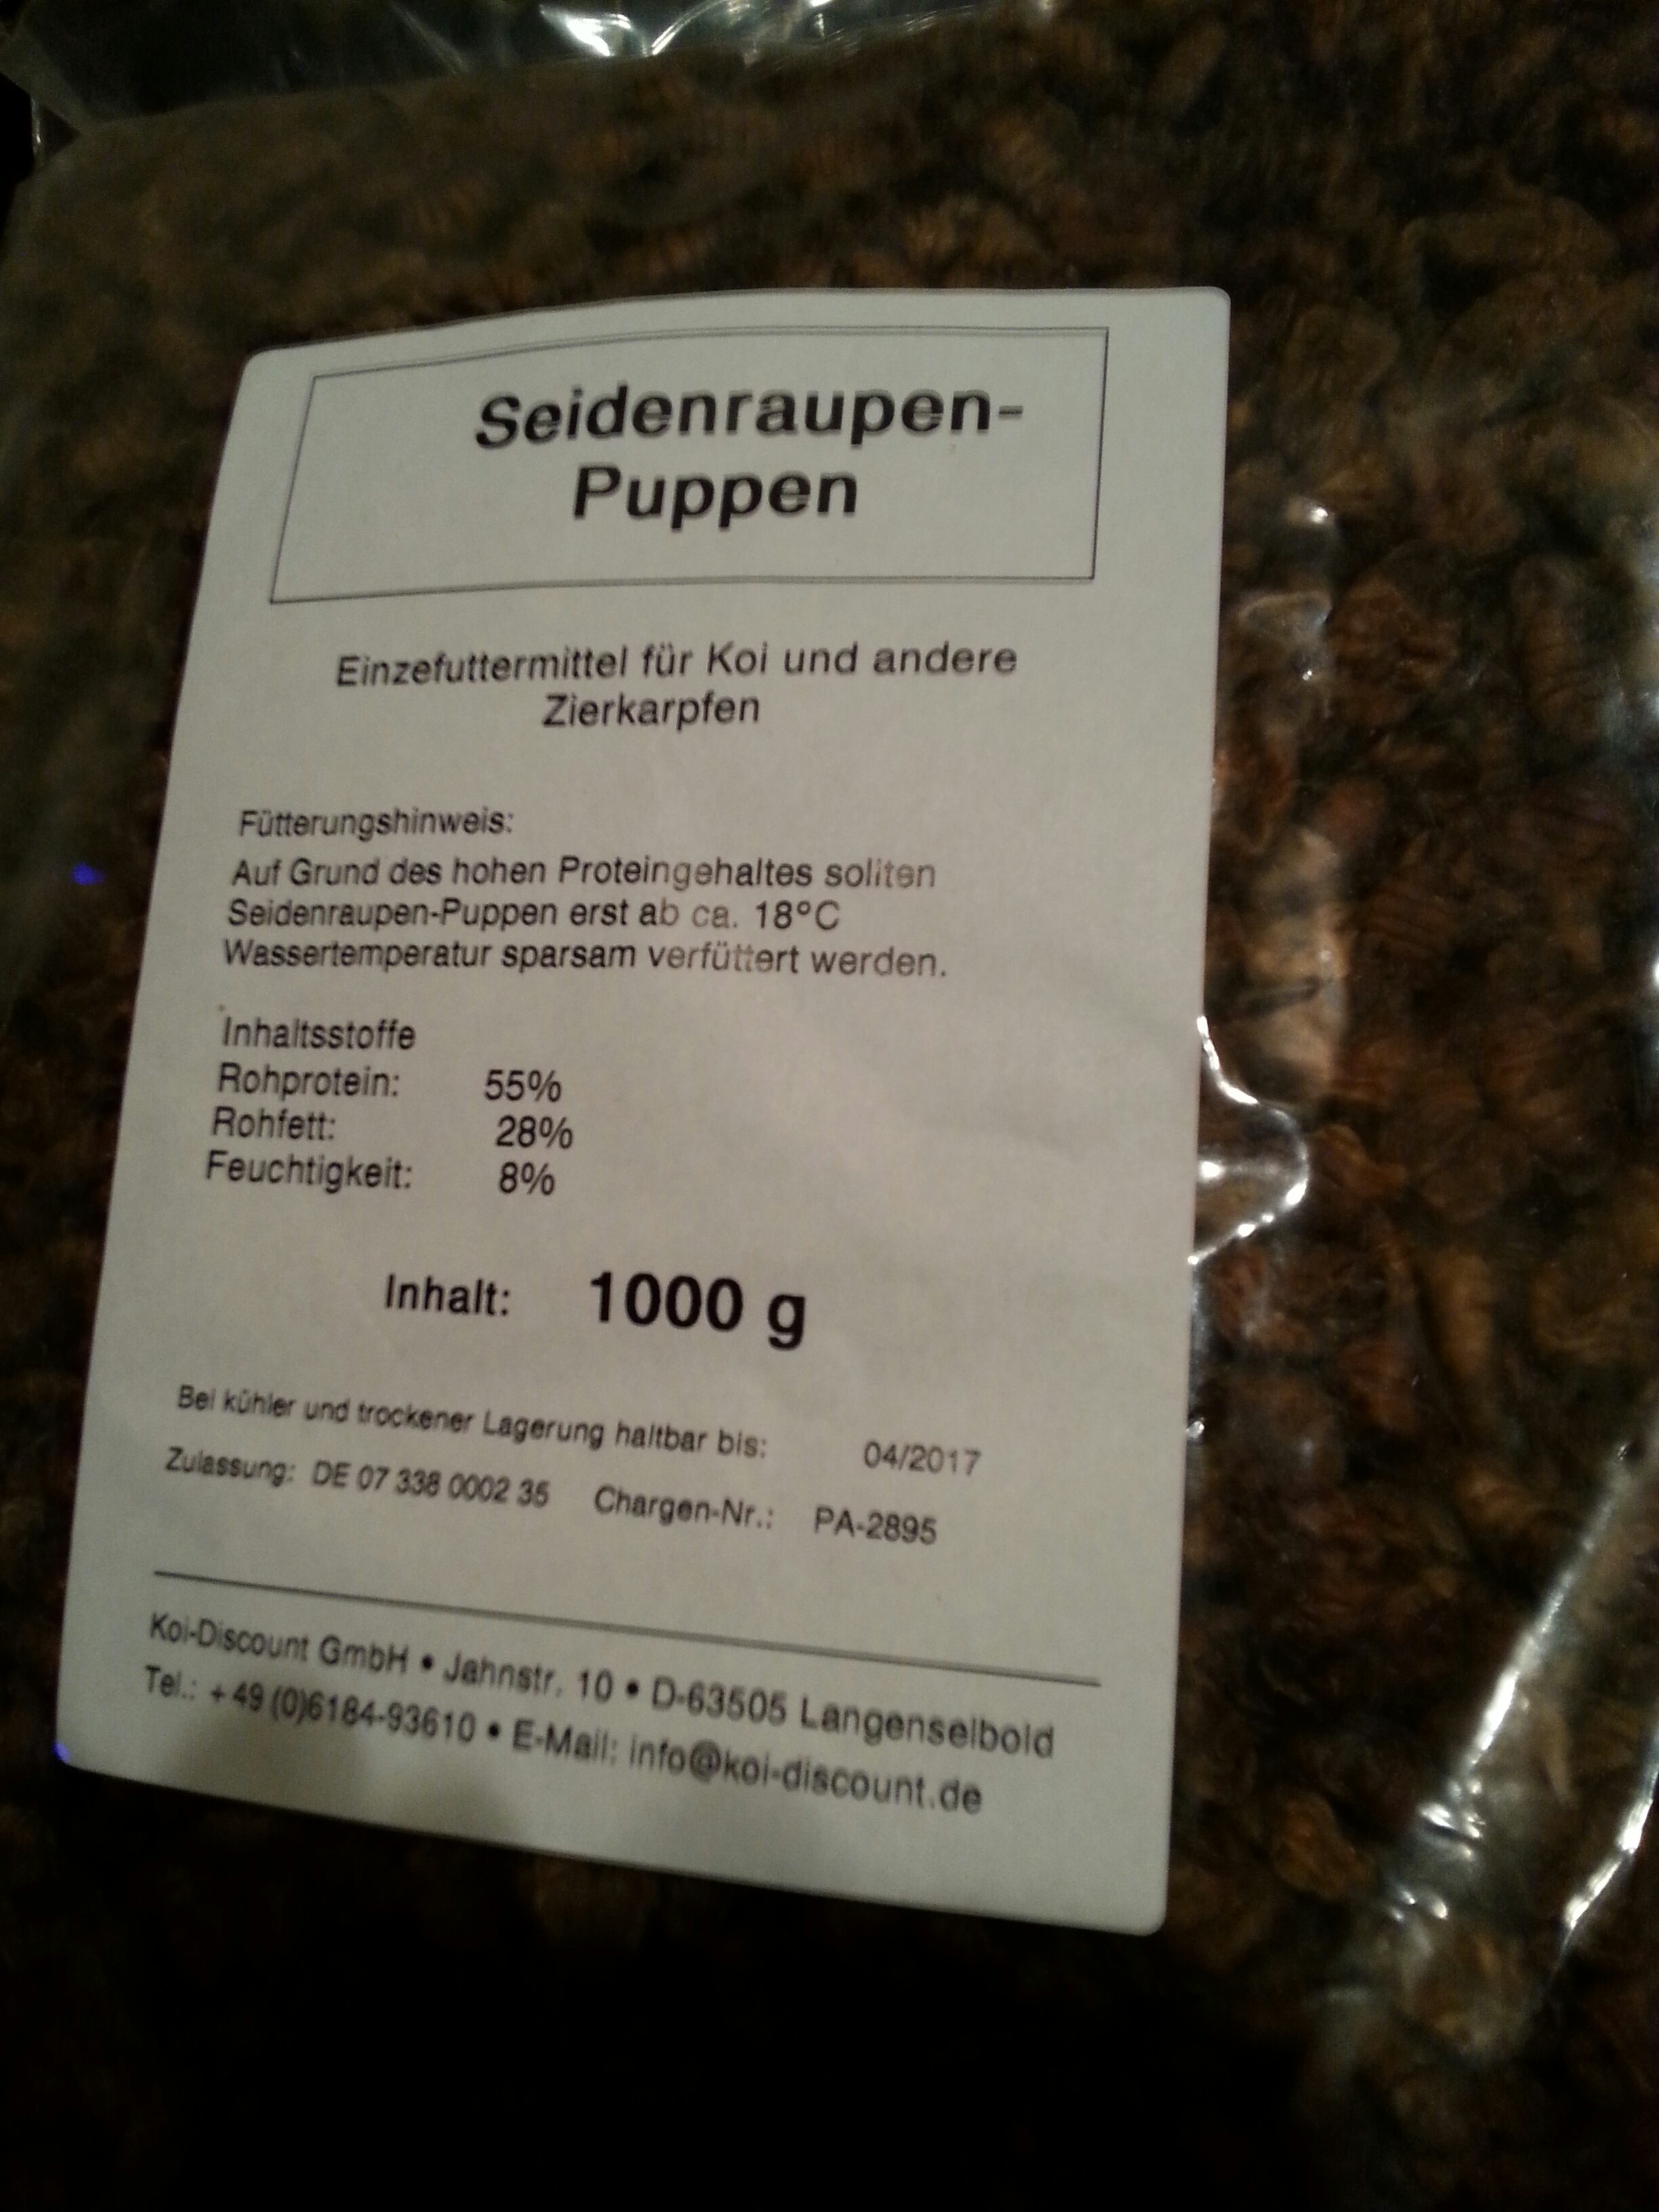 Seidenraupen-
Puppen
Einzefuttermittel für Koi und andere
Zierkarpfen
Fütterungshinweis:
Auf Grund des hohen Proteingehaltes sollten
Seidenraupen-Puppen erst ab ca. 18°C
Wassertemperatur sparsam verfüttert werden.
Inhaltsstoffe
Rohprotein: 55%
Rohfett: 28%
Feuchtigkeit: 8%
Inhalt: 1000 g
Bei kühler und trockener Lagerung haltbar bis: 04/2017
Zulassung: DE 07 338 0002 35 Chargen-Nr.: PA-2895
Koi-Discount GmbH • Jahnstr. 10 • D-63505 Langenselbold
Tel.: +49 (0)6184-93610 • E-Mail: info@koi-discount.de